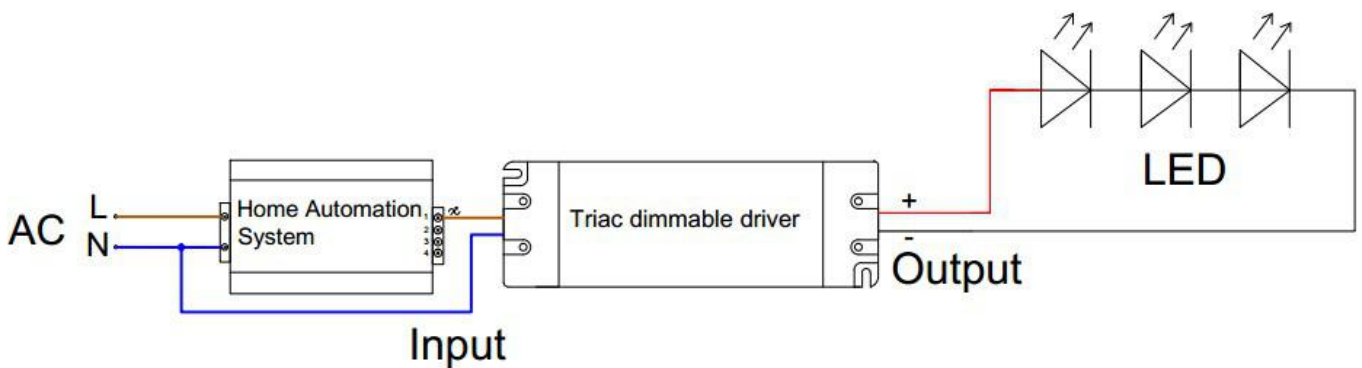 AC
L
N
Home Automation
System
1
2
3
4
Input
Triac dimmable driver
+
-
Output
LED